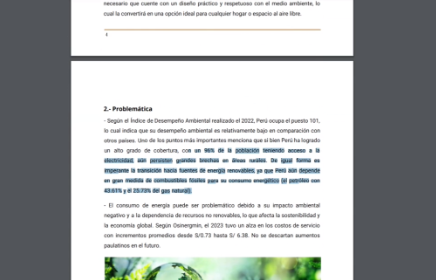 necesario que cuente con un diseño práctico y respetuoso con el medio ambiente, lo
cual la convertirá en una opción ideal para cualquier hogar o espacio al aire libre.
4
2.- Problemática
- Según el Índice de Desempeño Ambiental realizado el 2022, Perú ocupa el puesto 101,
lo cual indica que su desempeño ambiental es relativamente bajo en comparación con
otros países. Uno de los puntos más importantes menciona que si bien Perú ha logrado
un alto grado de cobertura, con un 96% de la población teniendo acceso a la
electricidad, aún persisten grandes brechas en áreas rurales. De igual forma es
imperante la transición hacia fuentes de energía renovables, ya que Perú aún depende
en gran medida de combustibles fósiles para su consumo energético (el petróleo con
43.61% y el 25.73% del gas natural).
- El consumo de energía puede ser problemático debido a su impacto ambiental
negativo y a la dependencia de recursos no renovables, lo que afecta la sostenibilidad y
la economía global. Según Osinergmin, el 2023 tuvo un alza en los costos de servicio
con incrementos promedios desde S/0.73 hasta S/ 6.38. No se descartan aumentos
paulatinos en el futuro.